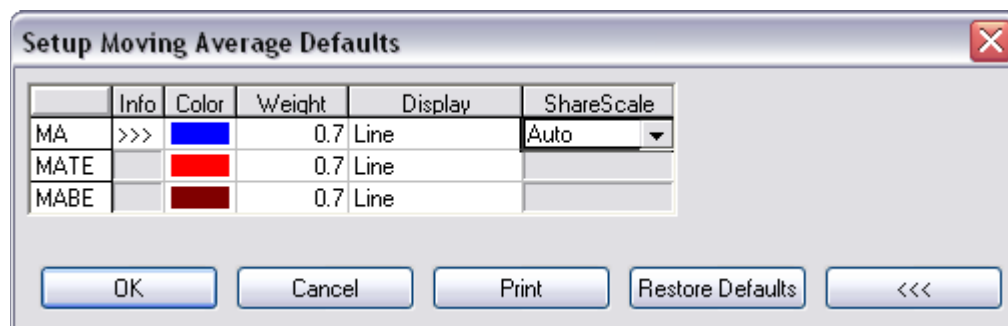 Setup Moving Average Defaults
Info Color Weight Display ShareScale
MA >>> 0.7 Line Auto
MATE 0.7 Line
MABE 0.7 Line
OK Cancel Print Restore Defaults <<<